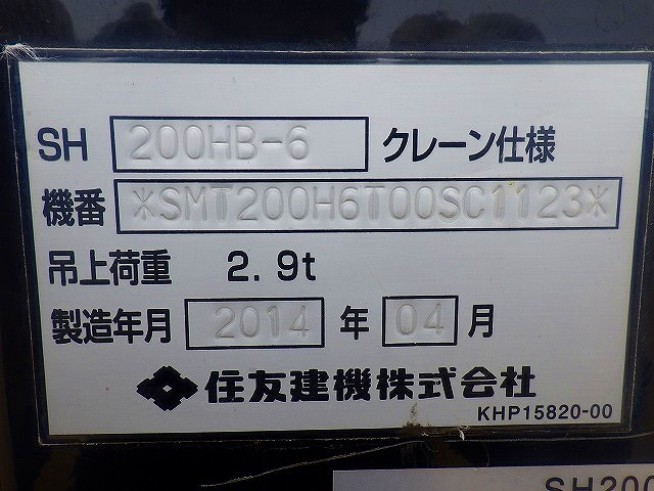 SH 200HB-6 クレーン仕様
機番 *SMT200H6T00SC1123*
吊上荷重 2.9t
製造年月 2014 年 04 月
住友建機株式会社
KHP15820-00
SH200